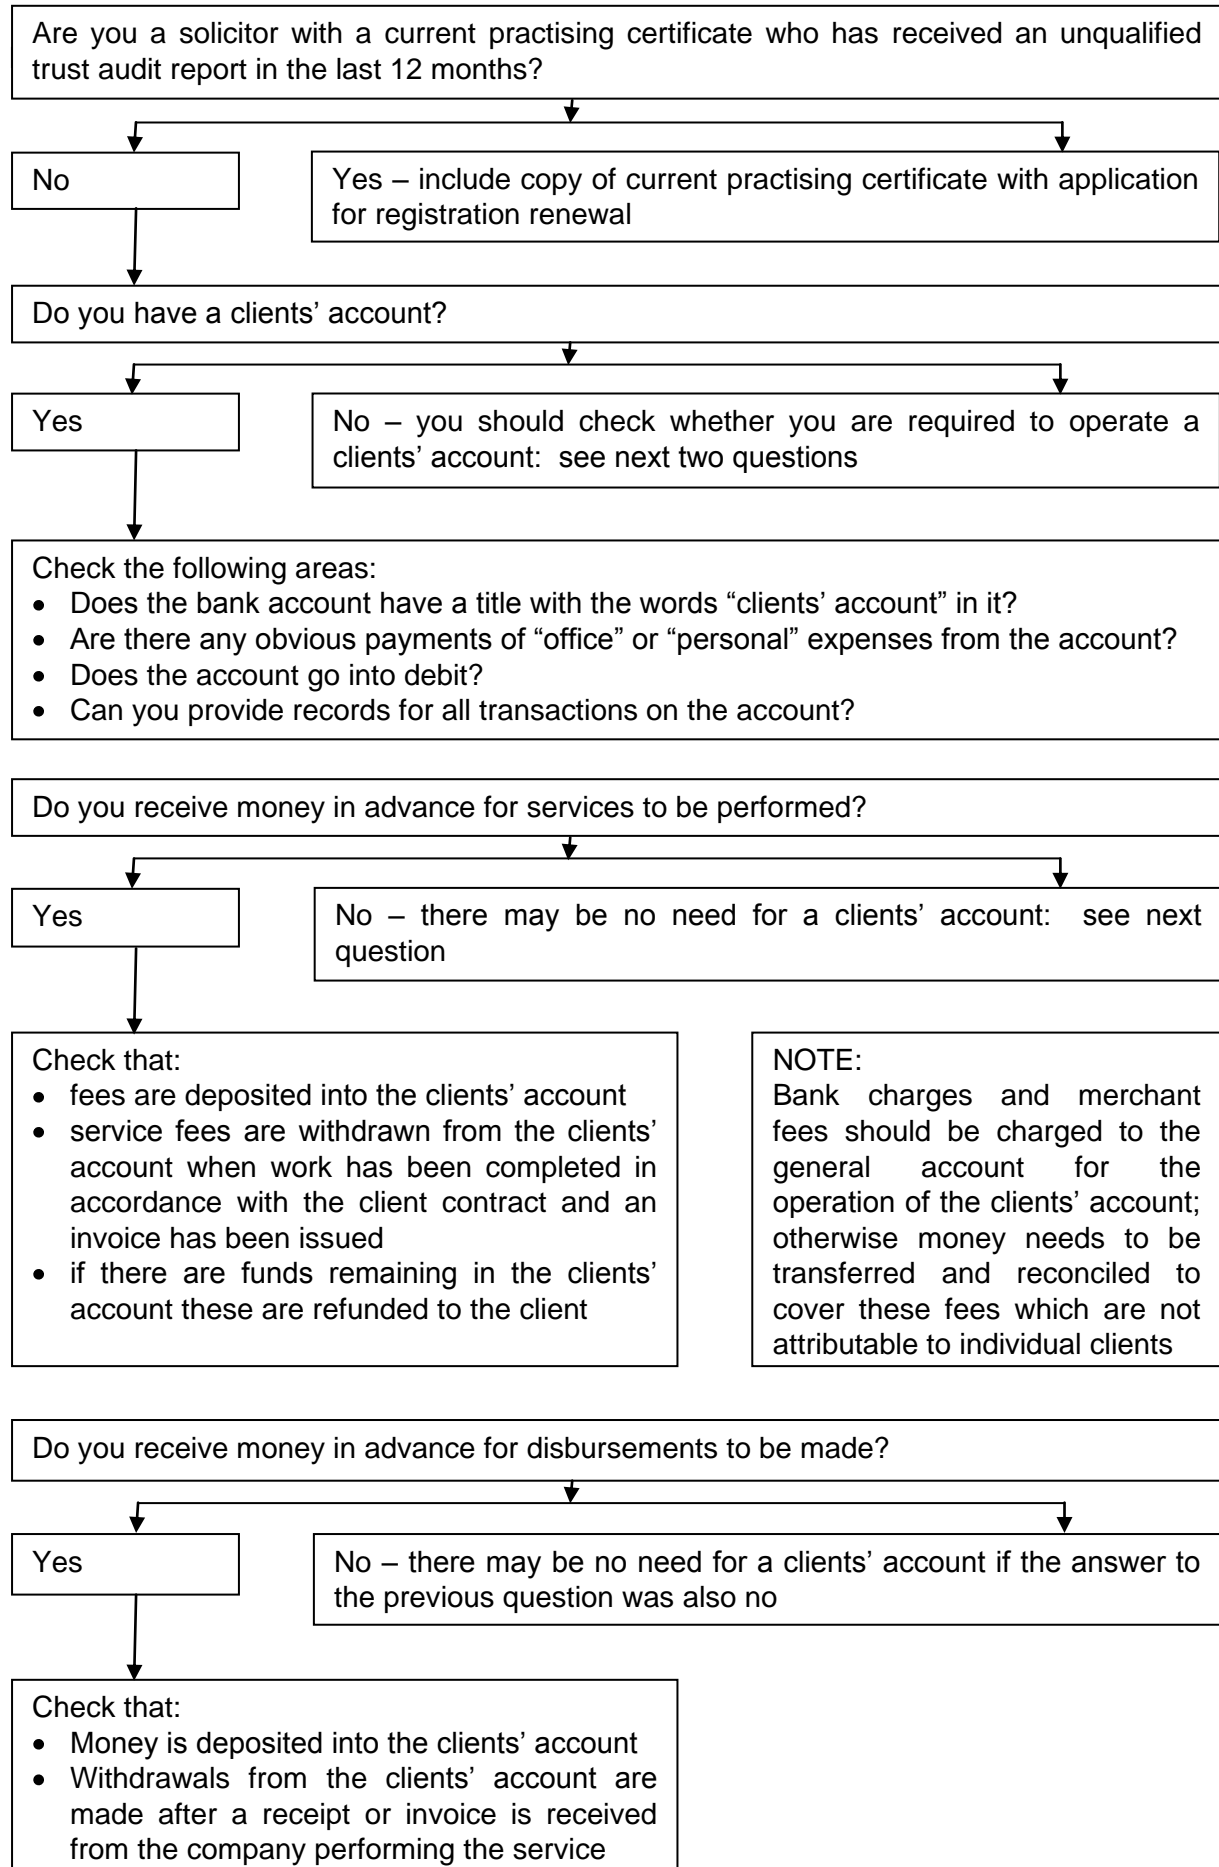 Are you a solicitor with a current practising certificate who has received an unqualified
trust audit report in the last 12 months?
No
Yes – include copy of current practising certificate with application
for registration renewal
Do you have a clients’ account?
Yes
No – you should check whether you are required to operate a
clients’ account: see next two questions
Check the following areas:
• Does the bank account have a title with the words “clients’ account” in it?
• Are there any obvious payments of “office” or “personal” expenses from the account?
• Does the account go into debit?
• Can you provide records for all transactions on the account?
Do you receive money in advance for services to be performed?
Yes
No – there may be no need for a clients’ account: see next
question
Check that:
• fees are deposited into the clients’ account
• service fees are withdrawn from the clients’
account when work has been completed in
accordance with the client contract and an
invoice has been issued
• if there are funds remaining in the clients’
account these are refunded to the client
NOTE:
Bank charges and merchant
fees should be charged to the
general account for the
operation of the clients’ account;
otherwise money needs to be
transferred and reconciled to
cover these fees which are not
attributable to individual clients
Do you receive money in advance for disbursements to be made?
Yes
No – there may be no need for a clients’ account if the answer to
the previous question was also no
Check that:
• Money is deposited into the clients’ account
• Withdrawals from the clients’ account are
made after a receipt or invoice is received
from the company performing the service